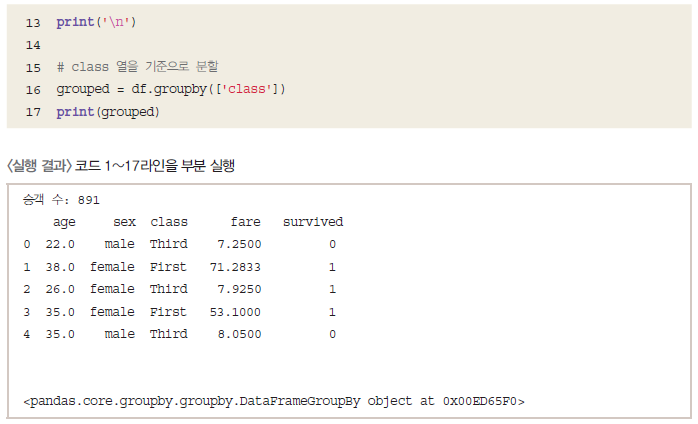 13 print('\n')
14
15 # class 열을 기준으로 분할
16 grouped = df.groupby(['class'])
17 print(grouped)
〈실행 결과〉 코드 1~17라인을 부분 실행
승객 수: 891
age sex class fare survived
0 22.0 male Third 7.2500 0
1 38.0 female First 71.2833 1
2 26.0 female Third 7.9250 1
3 35.0 female First 53.1000 1
4 35.0 male Third 8.0500 0
<pandas.core.groupby.groupby.DataFrameGroupBy object at 0x00ED65F0>